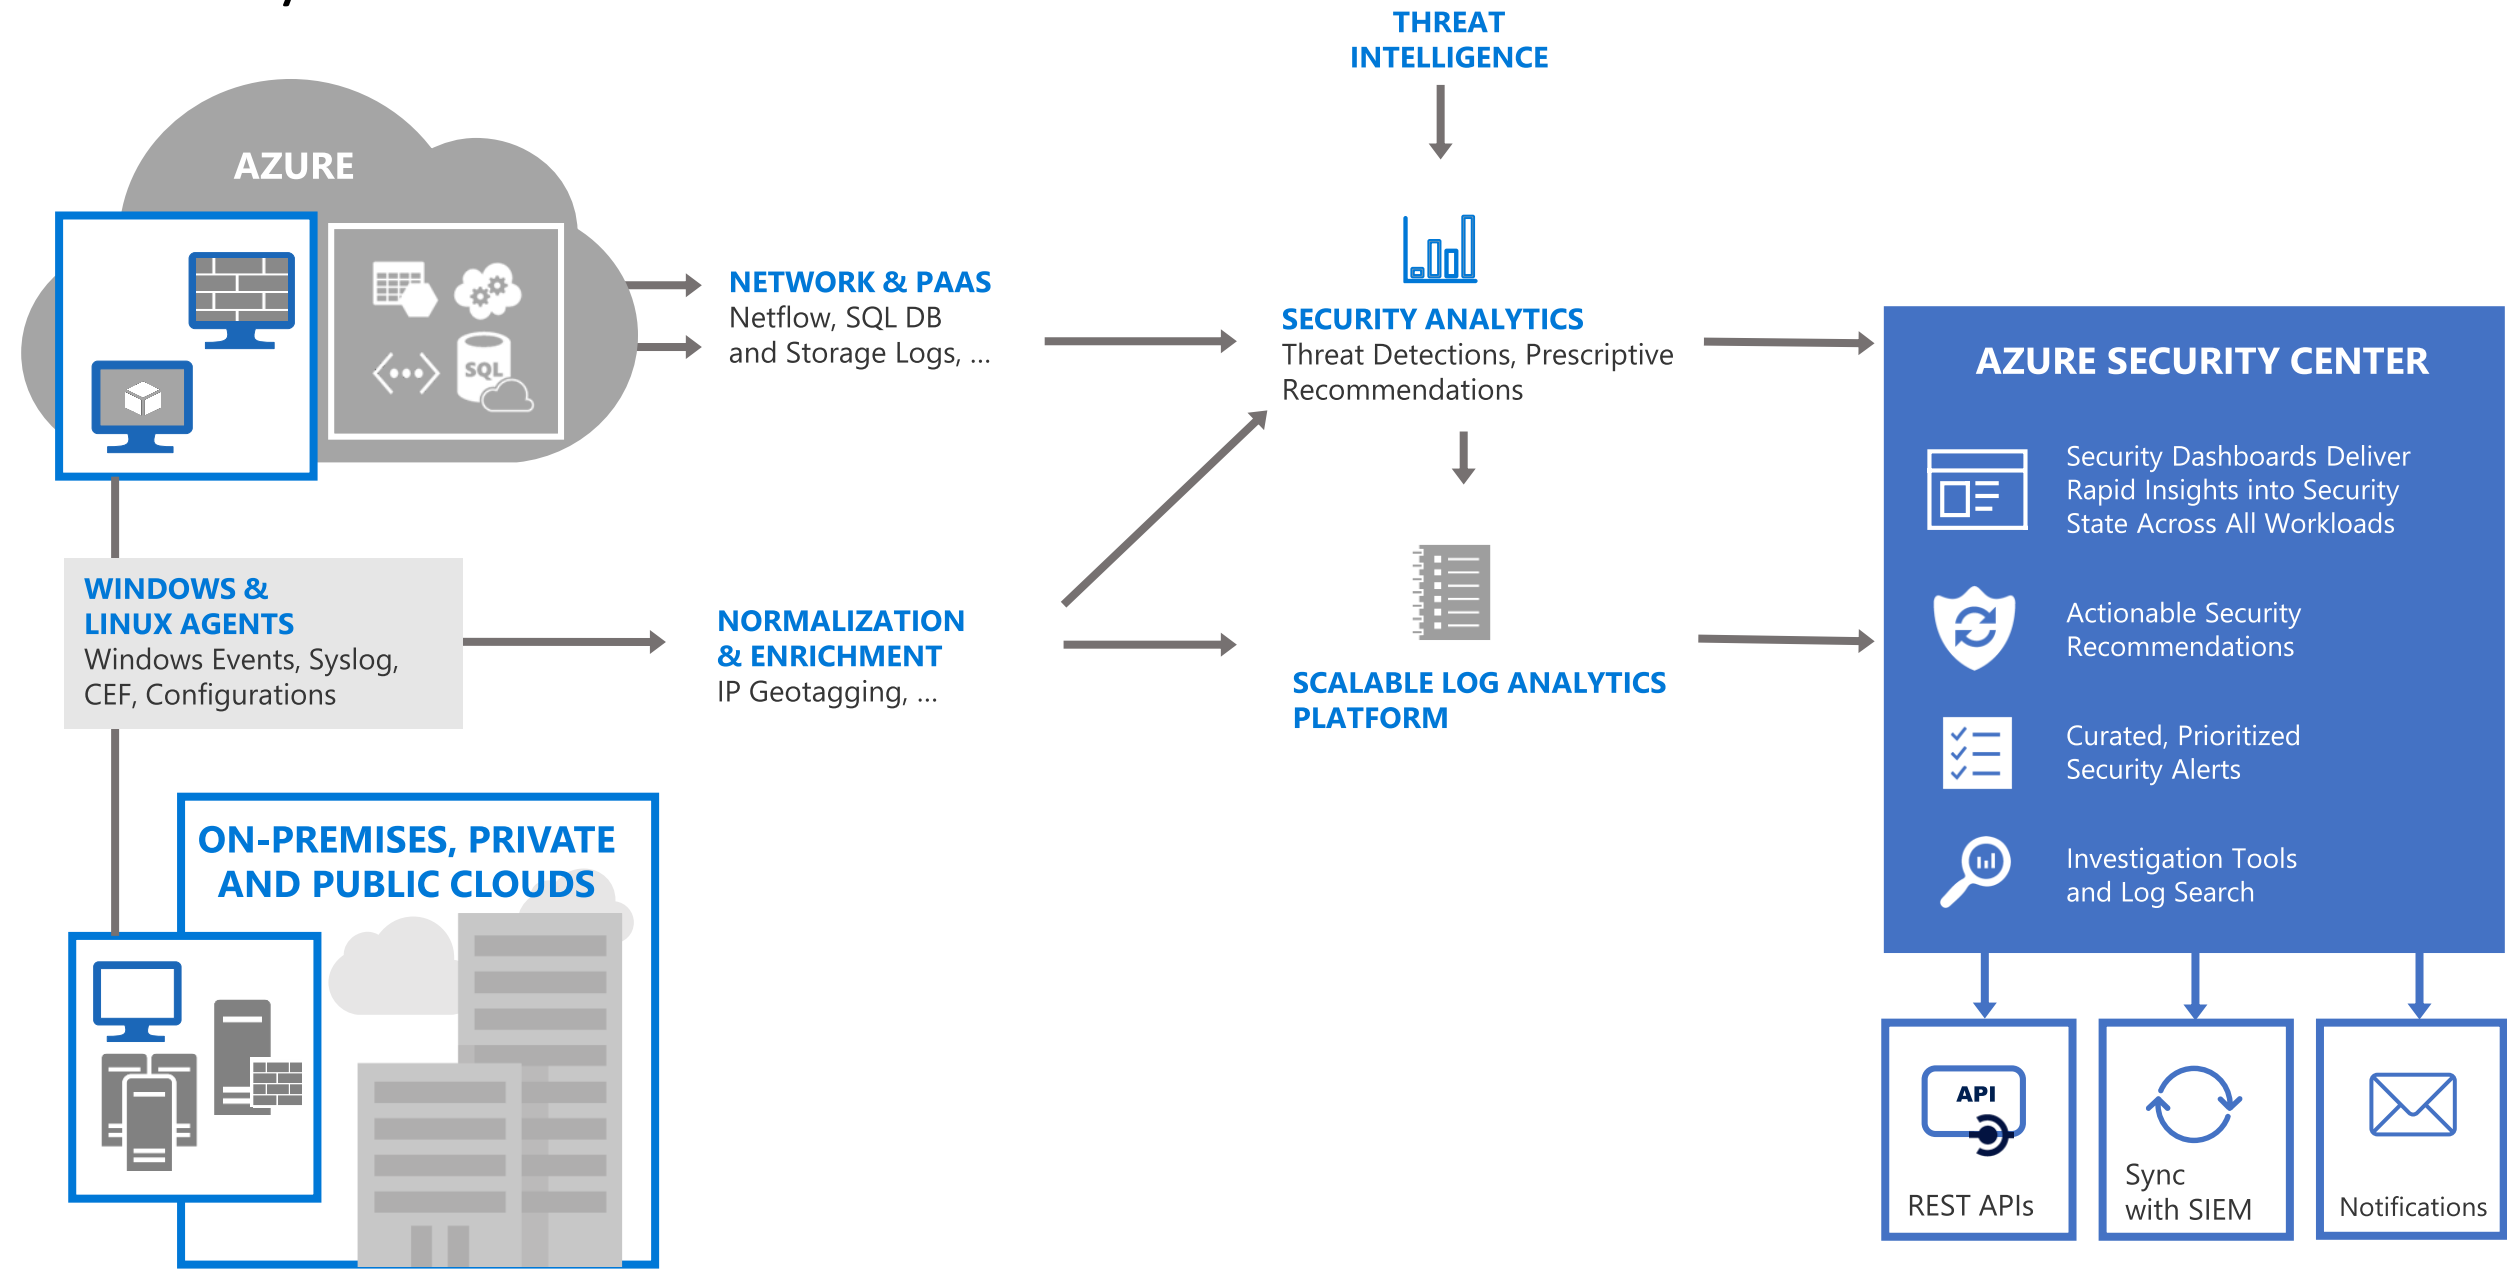 THREAT
INTELLIGENCE
AZURE
NETWORK & PAAS
Netflow, SQL DB
and Storage Logs, ...
SQL
SECURITY ANALYTICS
Threat Detections, Prescriptive
Recommendations
AZURE SECURITY CENTER
Security Dashboards Deliver
Rapid Insights into Security
State Across All Workloads
Actionable Security
Recommendations
Curated, Prioritized
Security Alerts
Investigation Tools
and Log Search
WINDOWS &
LINUX AGENTS
Windows Events, Syslog,
CEF, Configurations
NORMALIZATION
& ENRICHMENT
IP Geotagging, ...
SCALABLE LOG ANALYTICS
PLATFORM
ON-PREMISES, PRIVATE
AND PUBLIC CLOUDS
API
REST APIs
Sync
with SIEM
Notifications